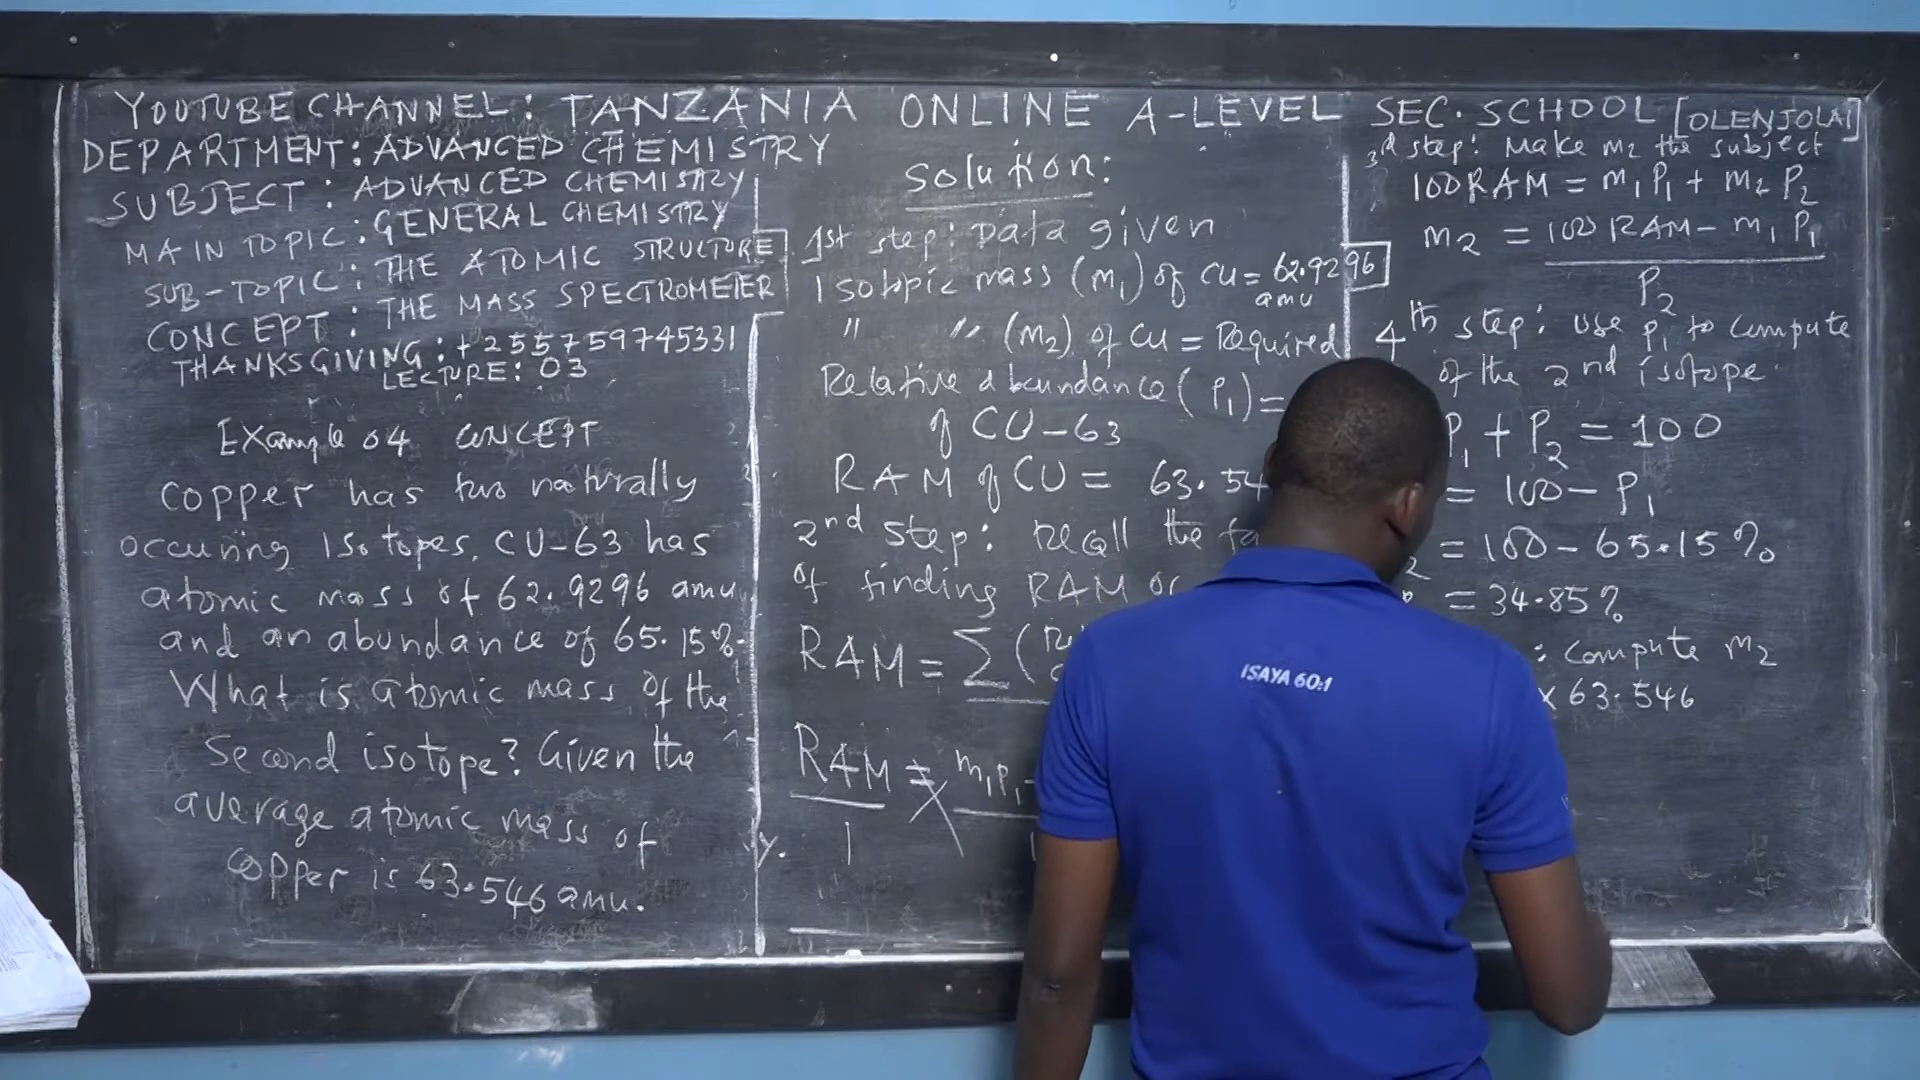 YOUTUBE CHANNEL: TANZANIA ONLINE A-LEVEL SEC. SCHOOL [OLENJOLAI]
DEPARTMENT: ADVANCED CHEMISTRY
SUBJECT: ADVANCED CHEMISTRY
MAIN TOPIC: GENERAL CHEMISTRY
SUB-TOPIC: THE ATOMIC STRUCTURE
CONCEPT: THE MASS SPECTROMETER
THANKSGIVING: +255759745331
LECTURE: 03
Example 04 CONCEPT
Copper has two naturally
occuring isotopes, CU-63 has
atomic mass of 62.9296 amu
and an abundance of 65.15%.
What is atomic mass of the
second isotope? Given the
average atomic mass of
copper is 63.546 amu.
Solution:
1st step: Data given
Isotopic mass (m1) of CU = 62.9296
amu
" " (m2) of CU = Required
Relative abundance (P1) =
of CU-63
RAM of CU = 63.54
2nd step: Recall the
of finding RAM
RAM = Σ (
RAM = m1P1
1
3rd step: Make m2 the subject
100RAM = m1P1 + m2P2
m2 = 100RAM - m1P1
P2
4th step: use P1 to compute
of the 2nd isotope.
P1 + P2 = 100
= 100 - P1
2 = 100 - 65.15%
= 34.85%
: compute m2
x 63.546
ISAYA 60:1